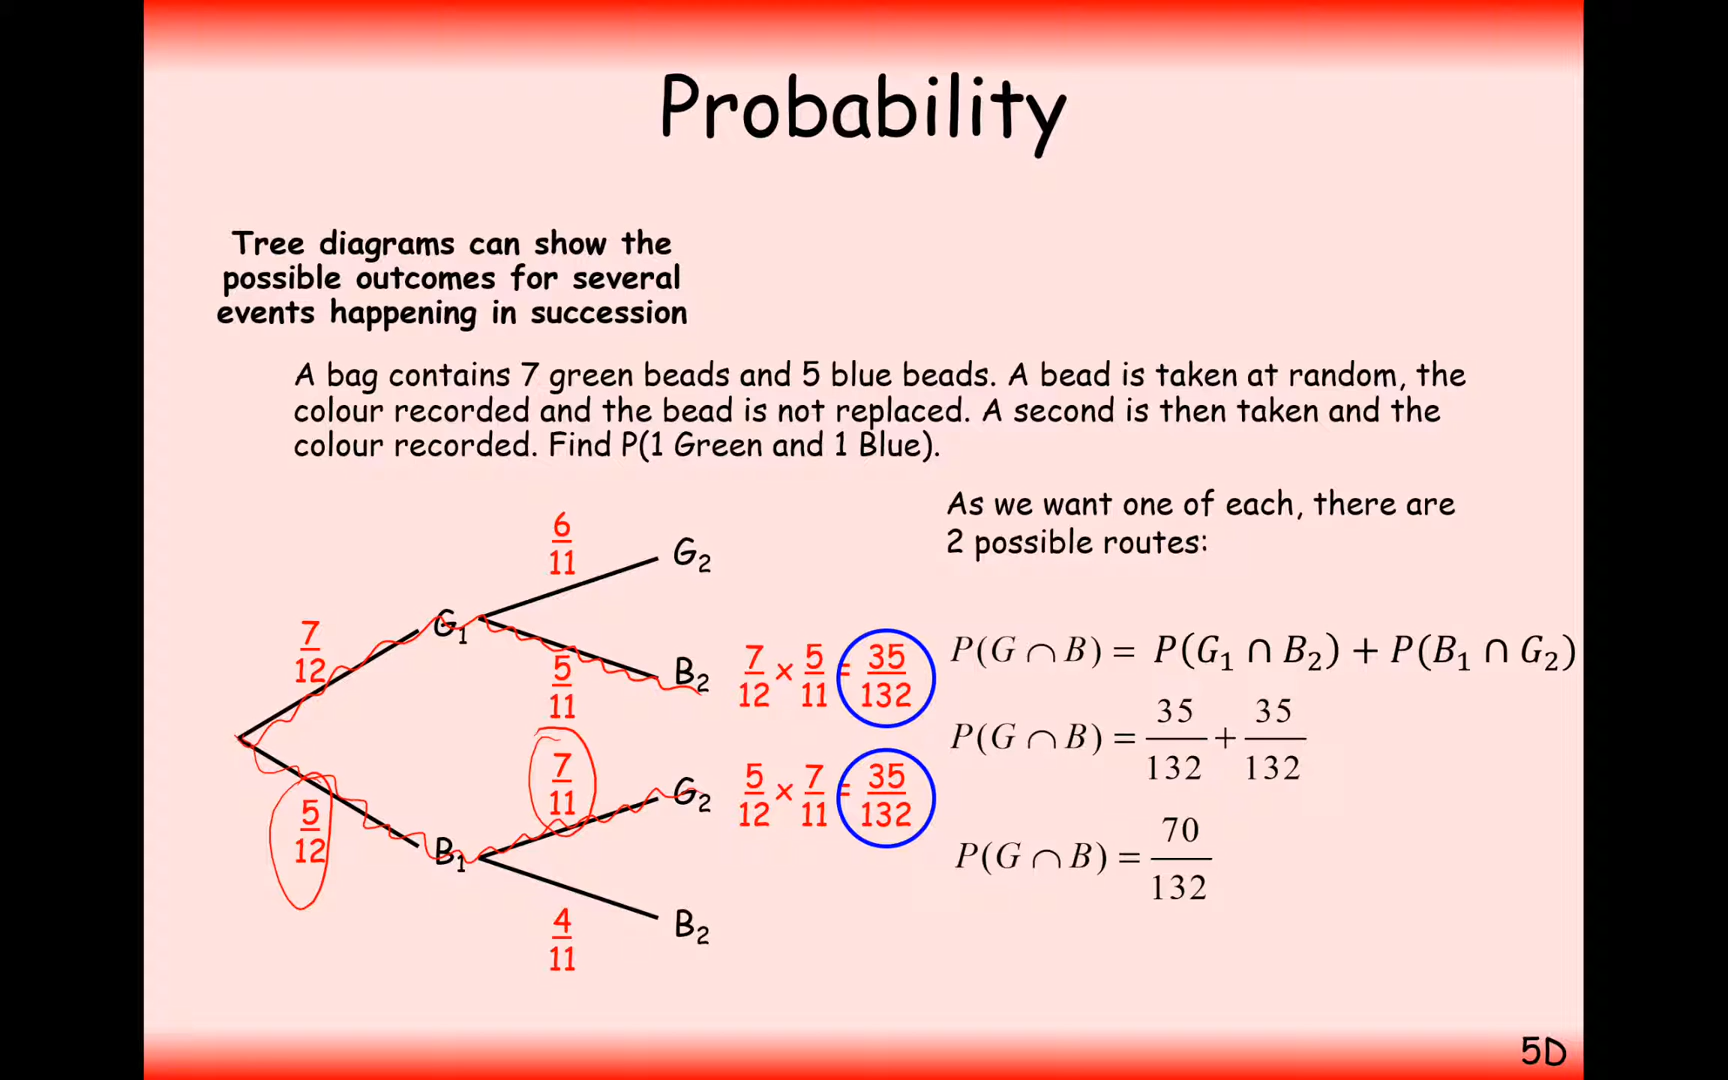 Probability
Tree diagrams can show the
possible outcomes for several
events happening in succession
A bag contains 7 green beads and 5 blue beads. A bead is taken at random, the
colour recorded and the bead is not replaced. A second is then taken and the
colour recorded. Find P(1 Green and 1 Blue).
As we want one of each, there are
2 possible routes:
6/11
G₂
7/12
G₁
5/11
B₂
7/12 × 5/11 = 35/132
P(G ∩ B) = P(G₁ ∩ B₂) + P(B₁ ∩ G₂)
P(G ∩ B) = 35/132 + 35/132
7/11
G₂
5/12 × 7/11 = 35/132
5/12
B₁
P(G ∩ B) = 70/132
4/11
B₂
5D